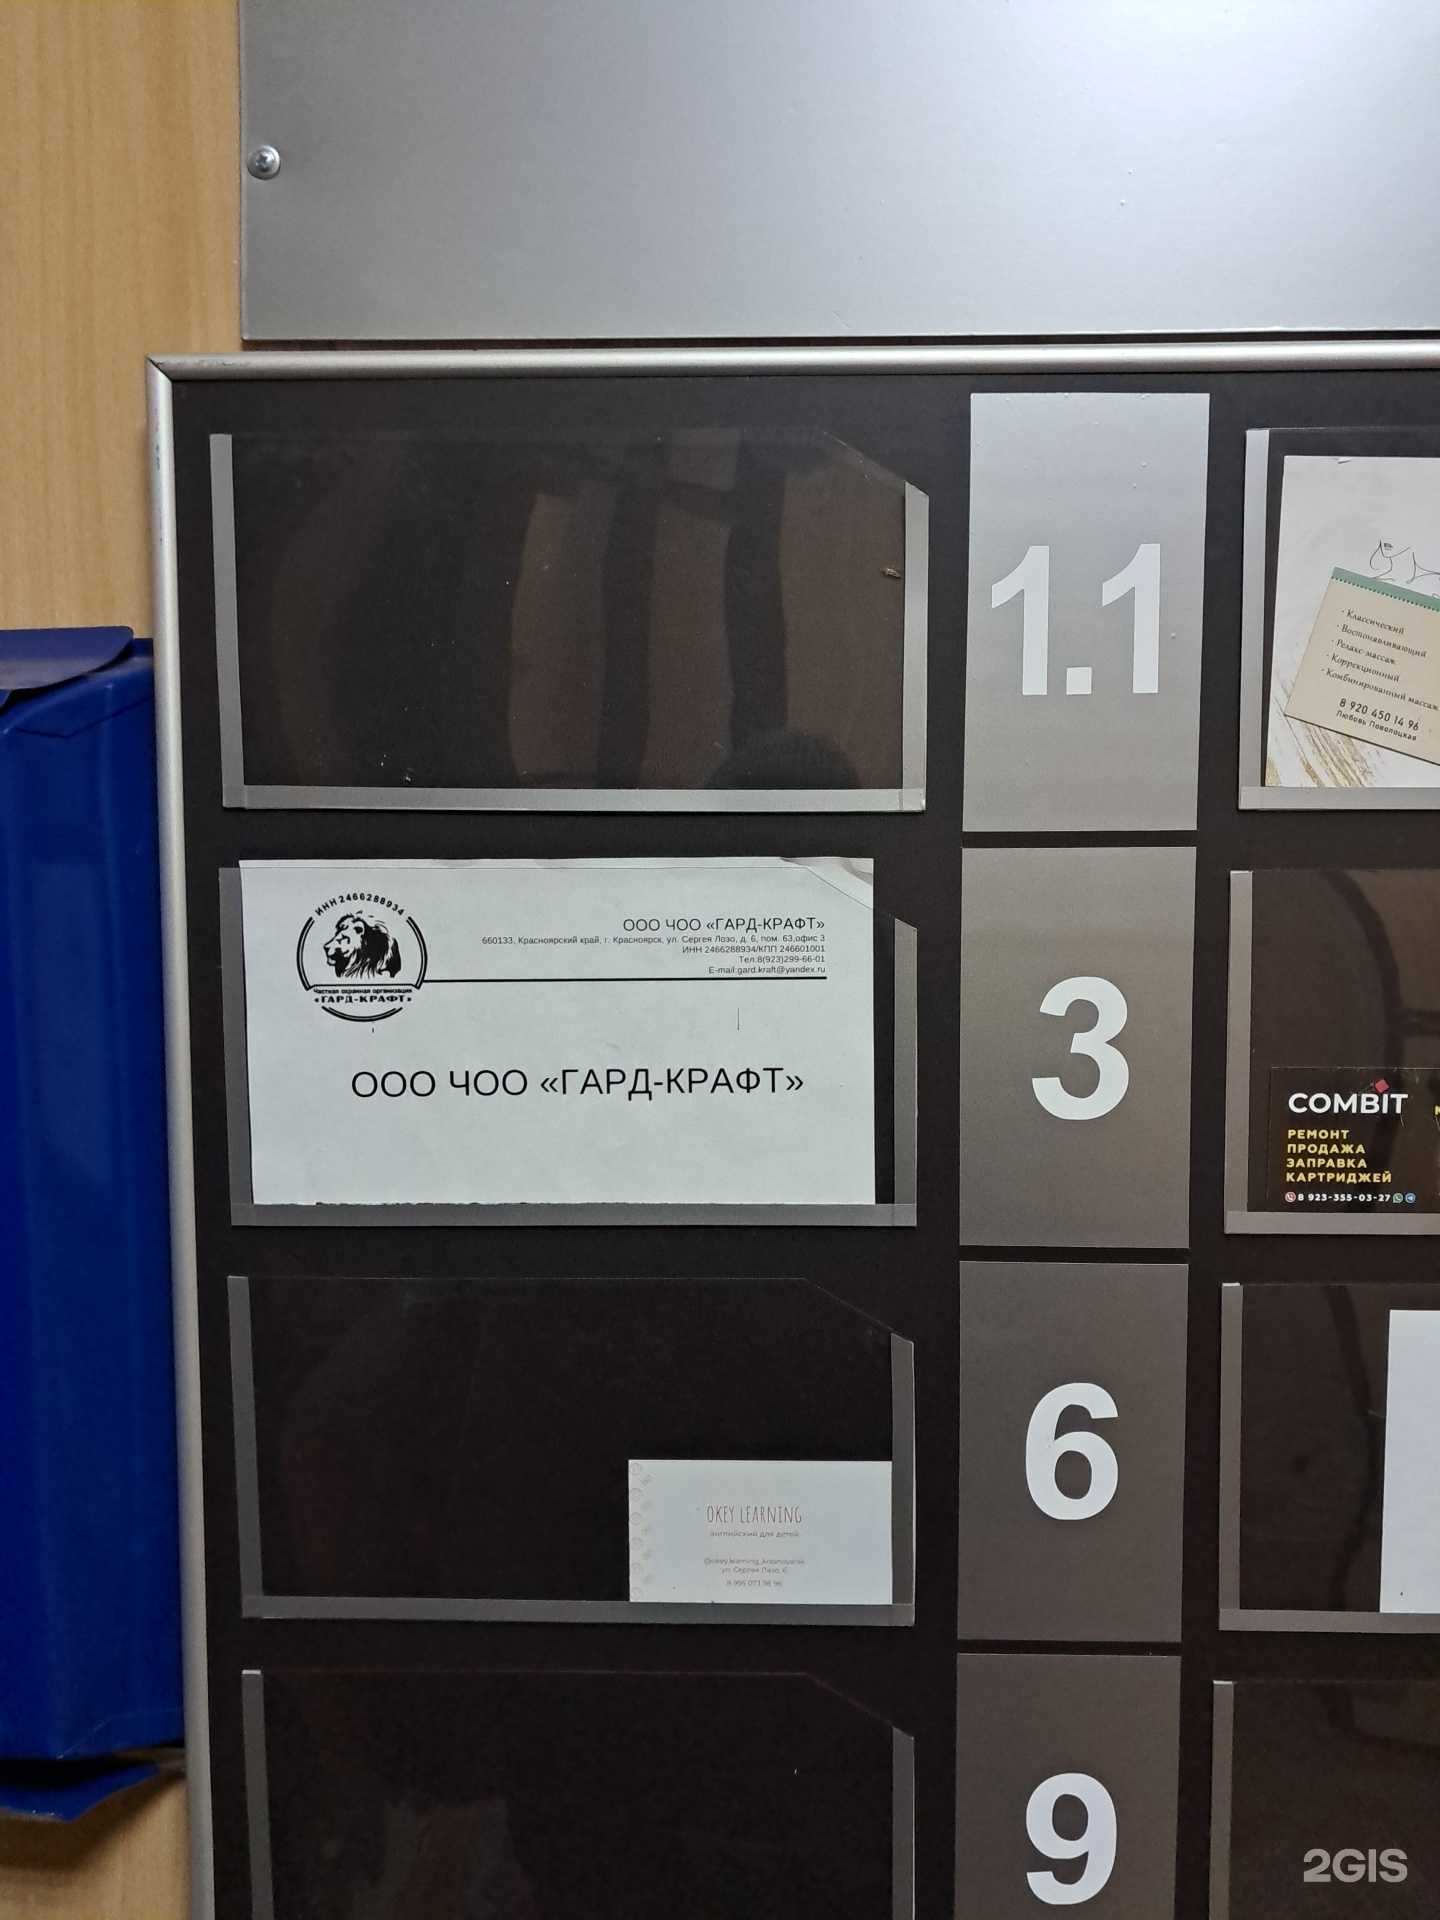 1.1
· Классический
· Востонавливающий
· Релакс-массаж
· Коррекционный
· Комбинированный массаж
8 920 450 14 96
Любовь Поволоцкая
ИНН 2466288934
Частная охранная организация
«ГАРД-КРАФТ»
ООО ЧОО «ГАРД-КРАФТ»
660133, Красноярский край, г. Красноярск, ул. Сергея Лозо, д. 6, пом. 63,офис 3
ИНН 2466288934/КПП 246601001
Тел:8(923)299-66-01
E-mail:gard.kraft@yandex.ru
ООО ЧОО «ГАРД-КРАФТ»
3
COMBIT
РЕМОНТ
ПРОДАЖА
ЗАПРАВКА
КАРТРИДЖЕЙ
8 923-355-03-27
OKEY LEARNING
английский для детей
@okey.learning_krasnoyarsk
ул. Сергея Лазо, 6
6
9
2GIS